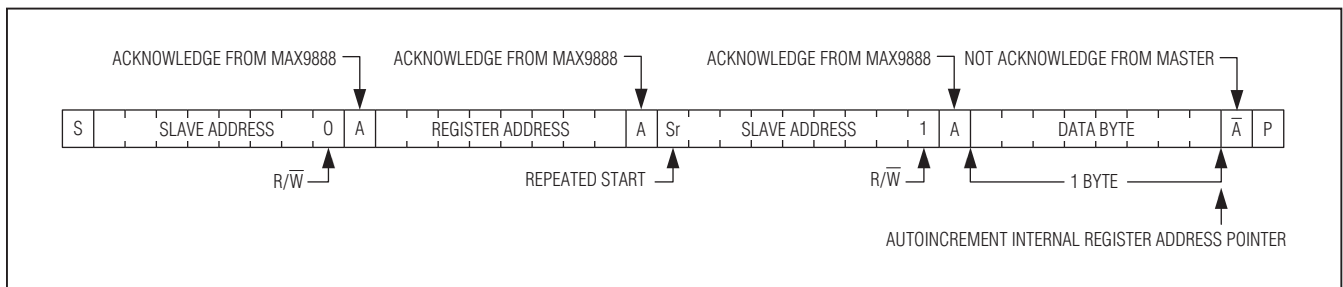 ACKNOWLEDGE FROM MAX9888 ACKNOWLEDGE FROM MAX9888 ACKNOWLEDGE FROM MAX9888 NOT ACKNOWLEDGE FROM MASTER
S SLAVE ADDRESS 0 A REGISTER ADDRESS A Sr SLAVE ADDRESS 1 A DATA BYTE A̅ P
R/W̅ REPEATED START R/W̅ 1 BYTE
AUTOINCREMENT INTERNAL REGISTER ADDRESS POINTER